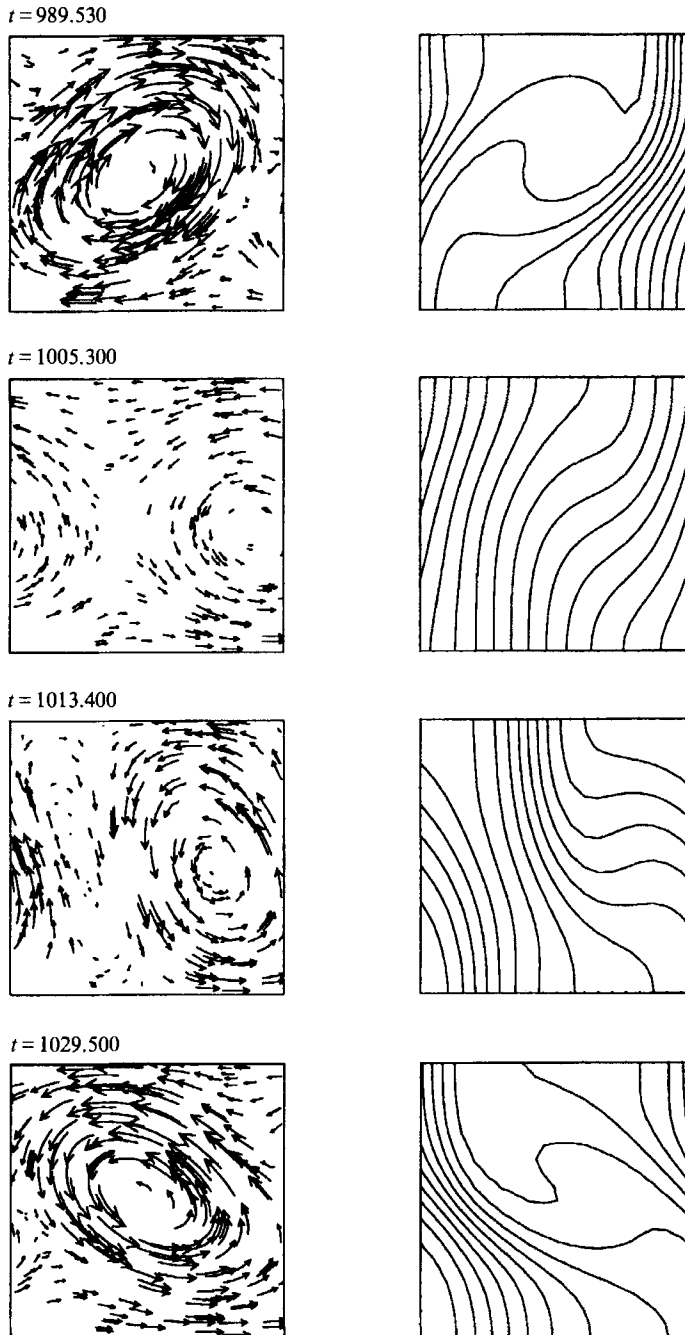 t = 989.530
t = 1005.300
t = 1013.400
t = 1029.500